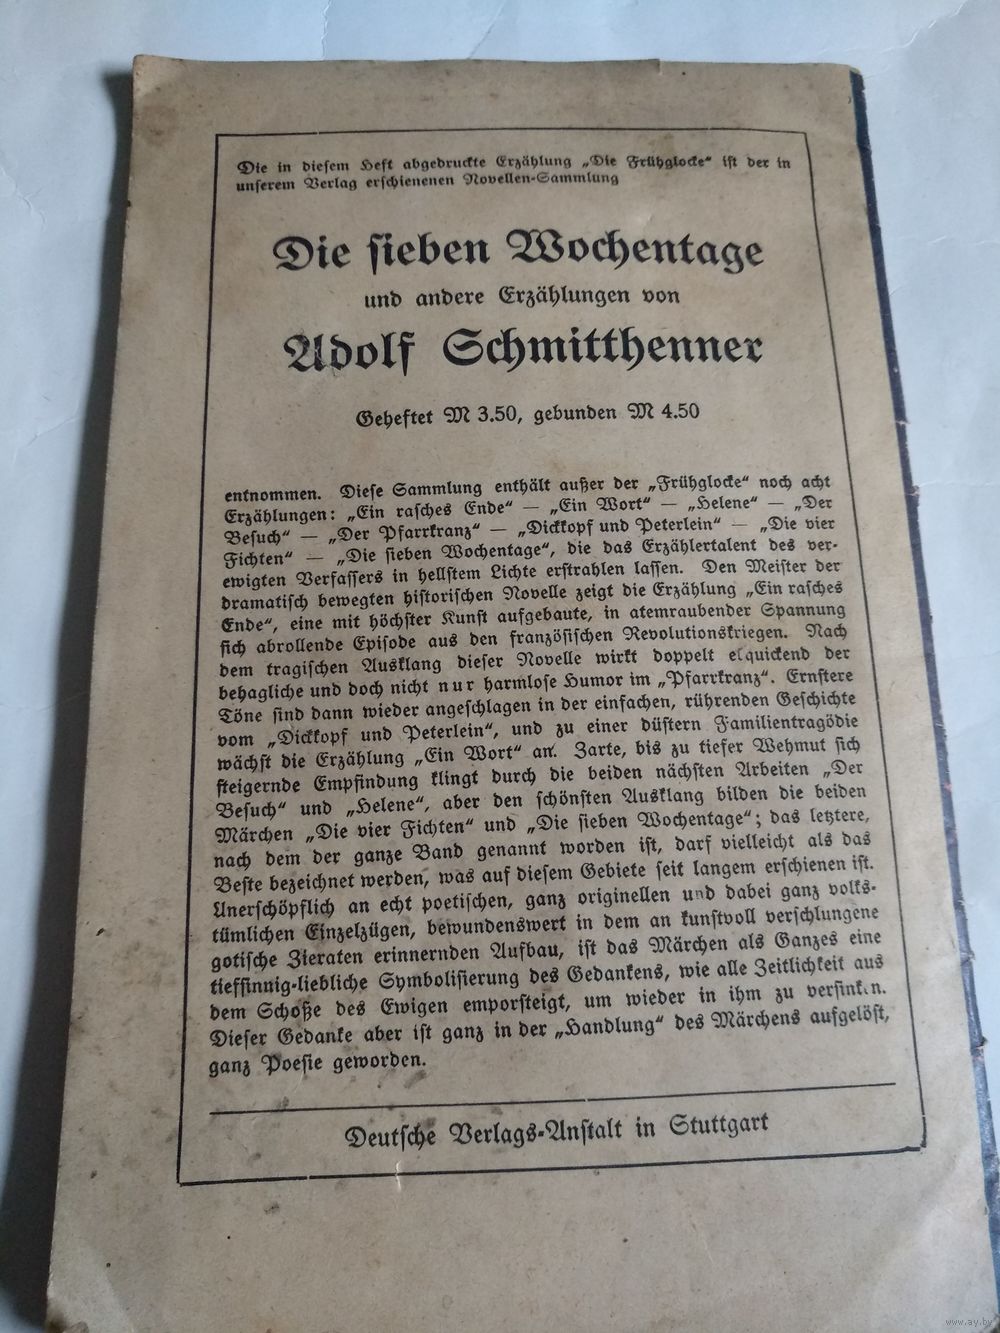 Die in diesem Heft abgedruckte Erzählung „Die Frühglocke“ ist der in
unserem Verlag erschienenen Novellen-Sammlung
Die sieben Wochentage
und andere Erzählungen von
Adolf Schmitthenner
Geheftet M 3.50, gebunden M 4.50
entnommen. Diese Sammlung enthält außer der „Frühglocke“ noch acht
Erzählungen: „Ein rasches Ende“ — „Ein Wort“ — „Helene“ — „Der
Besuch“ — „Der Pfarrkranz“ — „Dickkopf und Peterlein“ — „Die vier
Fichten“ — „Die sieben Wochentage“, die das Erzählertalent des ver-
ewigten Verfassers in hellstem Lichte erstrahlen lassen. Den Meister der
dramatisch bewegten historischen Novelle zeigt die Erzählung „Ein rasches
Ende“, eine mit höchster Kunst aufgebaute, in atemraubender Spannung
sich abrollende Episode aus den französischen Revolutionskriegen. Nach
dem tragischen Ausklang dieser Novelle wirkt doppelt erquickend der
behagliche und doch nicht nur harmlose Humor im „Pfarrkranz“. Ernstere
Töne sind dann wieder angeschlagen in der einfachen, rührenden Geschichte
vom „Dickkopf und Peterlein“, und zu einer düstern Familientragödie
wächst die Erzählung „Ein Wort“ an. Zarte, bis zu tiefer Wehmut sich
steigernde Empfindung klingt durch die beiden nächsten Arbeiten „Der
Besuch“ und „Helene“, aber den schönsten Ausklang bilden die beiden
Märchen „Die vier Fichten“ und „Die sieben Wochentage“; das letztere,
nach dem der ganze Band genannt worden ist, darf vielleicht als das
Beste bezeichnet werden, was auf diesem Gebiete seit langem erschienen ist.
Unerschöpflich an echt poetischen, ganz originellen und dabei ganz volks-
tümlichen Einzelzügen, bewundenswert in dem an kunstvoll verschlungene
gotische Zieraten erinnernden Aufbau, ist das Märchen als Ganzes eine
tiefsinnig-liebliche Symbolisierung des Gedankens, wie alle Zeitlichkeit aus
dem Schoße des Ewigen emporsteigt, um wieder in ihm zu versinken.
Dieser Gedanke aber ist ganz in der „Handlung“ des Märchens aufgelöst,
ganz Poesie geworden.
Deutsche Verlags-Anstalt in Stuttgart
www.ay.by